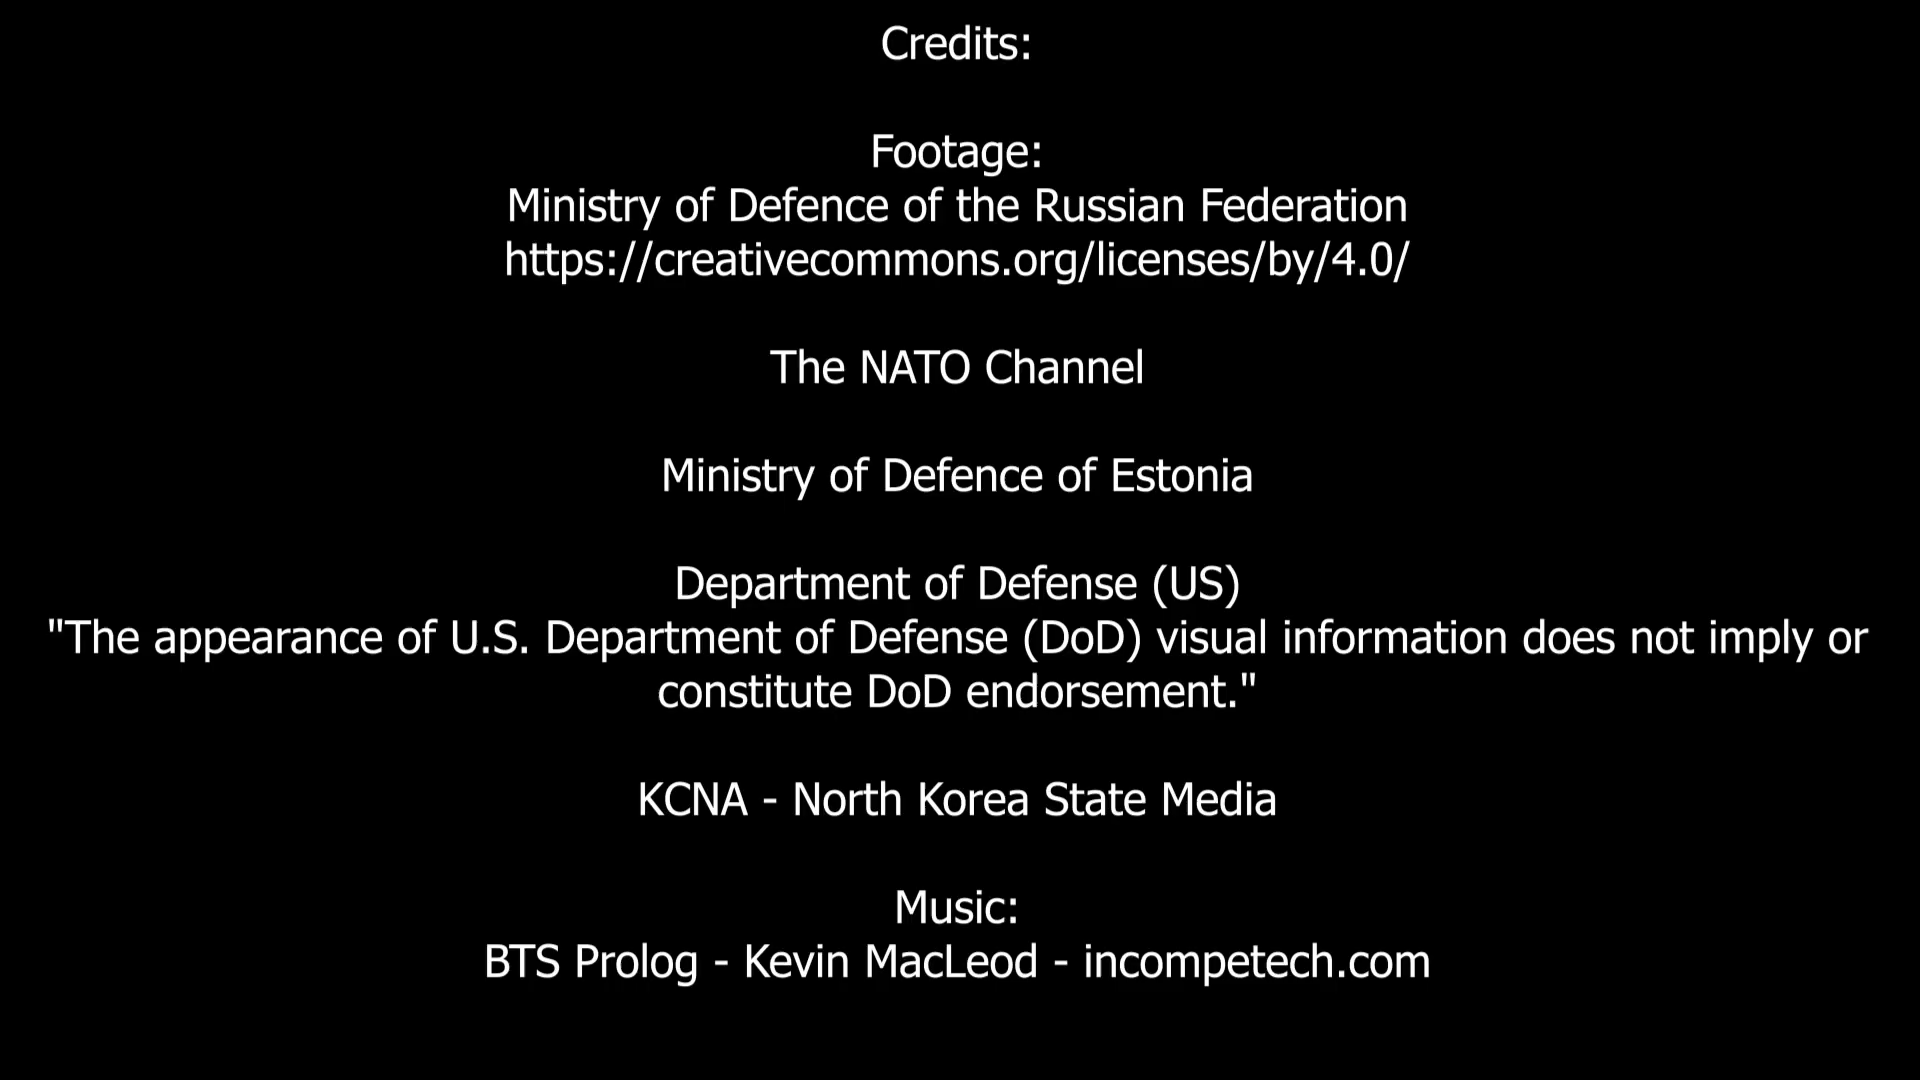 Credits:
Footage:
Ministry of Defence of the Russian Federation
https://creativecommons.org/licenses/by/4.0/
The NATO Channel
Ministry of Defence of Estonia
Department of Defense (US)
"The appearance of U.S. Department of Defense (DoD) visual information does not imply or
constitute DoD endorsement."
KCNA - North Korea State Media
Music:
BTS Prolog - Kevin MacLeod - incompetech.com